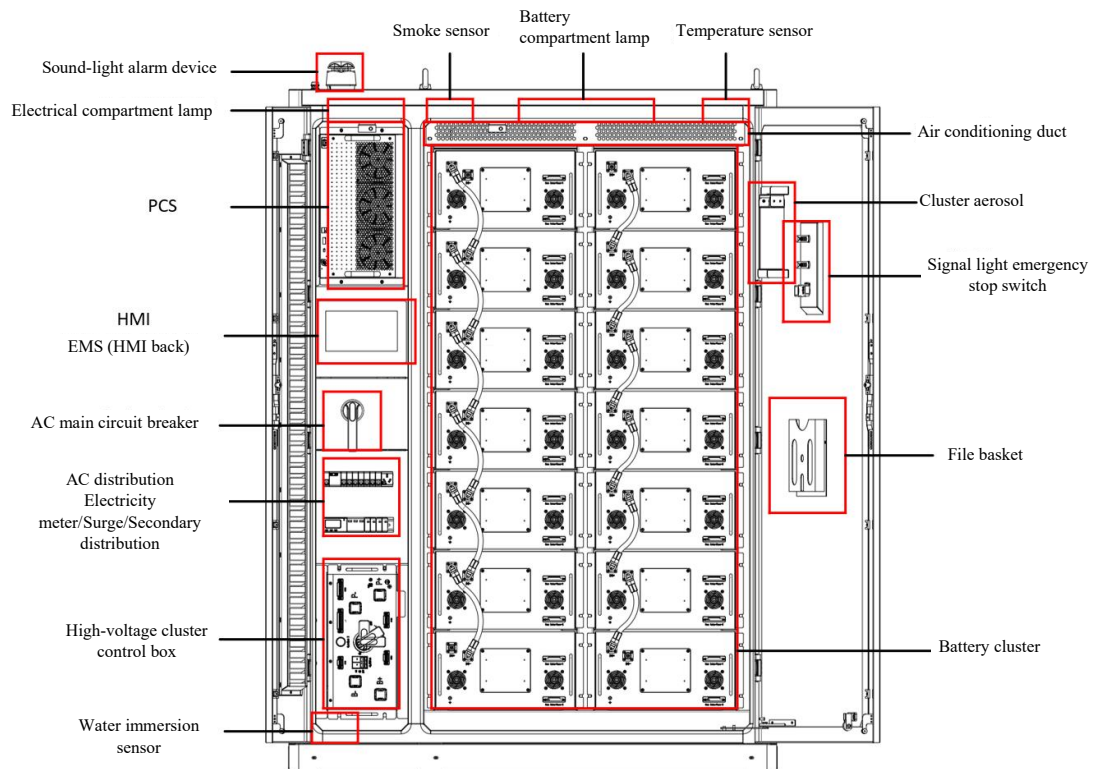 Smoke sensor
Battery
compartment lamp
Temperature sensor
Sound-light alarm device
Electrical compartment lamp
Air conditioning duct
PCS
Cluster aerosol
Signal light emergency
stop switch
HMI
EMS (HMI back)
AC main circuit breaker
File basket
AC distribution
Electricity
meter/Surge/Secondary
distribution
High-voltage cluster
control box
Battery cluster
Water immersion
sensor